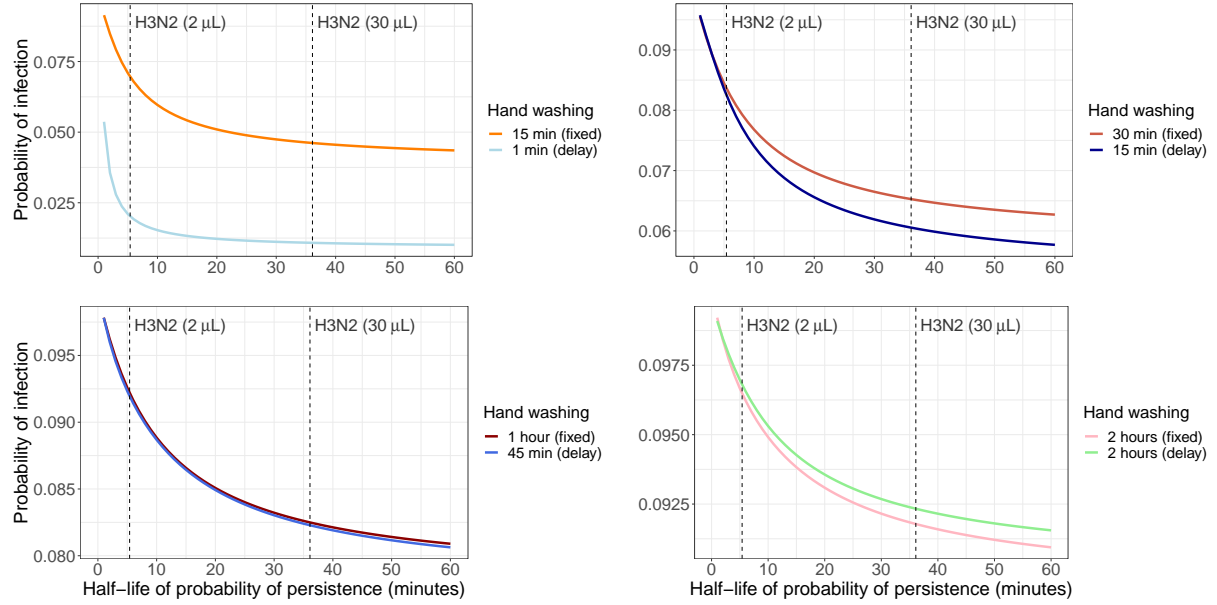 H3N2 (2 μL)
H3N2 (30 μL)
Probability of infection
0.075
0.050
0.025
0
10
20
30
40
50
60
Hand washing
15 min (fixed)
1 min (delay)
H3N2 (2 μL)
H3N2 (30 μL)
0.09
0.08
0.07
0.06
0
10
20
30
40
50
60
Hand washing
30 min (fixed)
15 min (delay)
H3N2 (2 μL)
H3N2 (30 μL)
Probability of infection
0.095
0.090
0.085
0.080
0
10
20
30
40
50
60
Half−life of probability of persistence (minutes)
Hand washing
1 hour (fixed)
45 min (delay)
H3N2 (2 μL)
H3N2 (30 μL)
0.0975
0.0950
0.0925
0
10
20
30
40
50
60
Half−life of probability of persistence (minutes)
Hand washing
2 hours (fixed)
2 hours (delay)